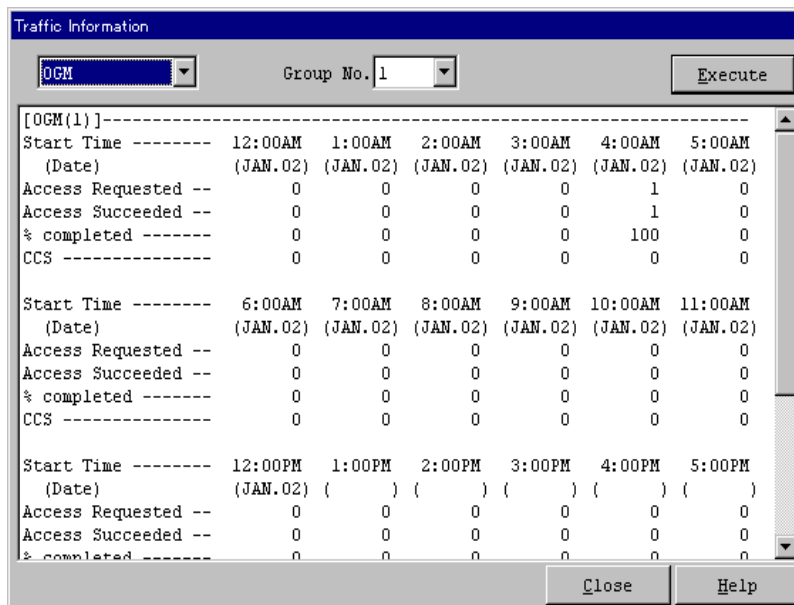 Traffic Information
OGM Group No. 1 Execute
[OGM(1)]-----------------------------------------------------------------
Start Time -------- 12:00AM 1:00AM 2:00AM 3:00AM 4:00AM 5:00AM
(Date) (JAN.02) (JAN.02) (JAN.02) (JAN.02) (JAN.02) (JAN.02)
Access Requested -- 0 0 0 0 1 0
Access Succeeded -- 0 0 0 0 1 0
% completed ------- 0 0 0 0 100 0
CCS --------------- 0 0 0 0 0 0
Start Time -------- 6:00AM 7:00AM 8:00AM 9:00AM 10:00AM 11:00AM
(Date) (JAN.02) (JAN.02) (JAN.02) (JAN.02) (JAN.02) (JAN.02)
Access Requested -- 0 0 0 0 0 0
Access Succeeded -- 0 0 0 0 0 0
% completed ------- 0 0 0 0 0 0
CCS --------------- 0 0 0 0 0 0
Start Time -------- 12:00PM 1:00PM 2:00PM 3:00PM 4:00PM 5:00PM
(Date) (JAN.02) ( ) ( ) ( ) ( ) ( )
Access Requested -- 0 0 0 0 0 0
Access Succeeded -- 0 0 0 0 0 0
% completed ------- 0 0 0 0 0 0
Close Help